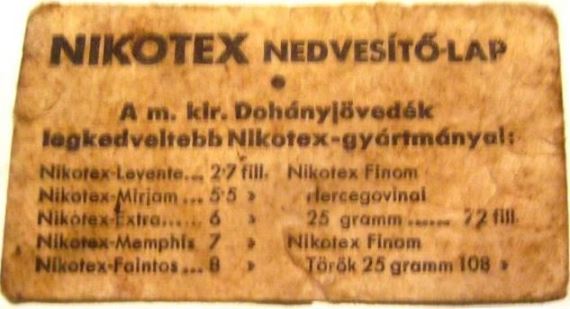 NIKOTEX NEDVESÍTŐ-LAP
•
A m. kir. Dohányjövedék
legkedveltebb Nikotex-gyártmányai:
Nikotex-Levente... 2·7 fill.
Nikotex-Mirjam... 5·5 »
Nikotex-Extra...... 6 »
Nikotex-Memphis 7 »
Nikotex-Faintos... 8 »
Nikotex Finom
Hercegovinai
25 gramm ....... 72 fill.
Nikotex Finom
Török 25 gramm 108 »